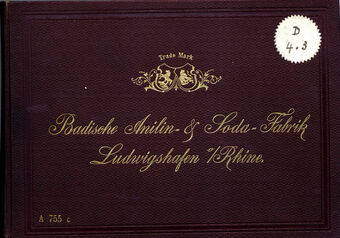 D
4.3
Trade Mark
Badische Anilin- & Soda-Fabrik
Ludwigshafen o/Rhine.
A 755 c